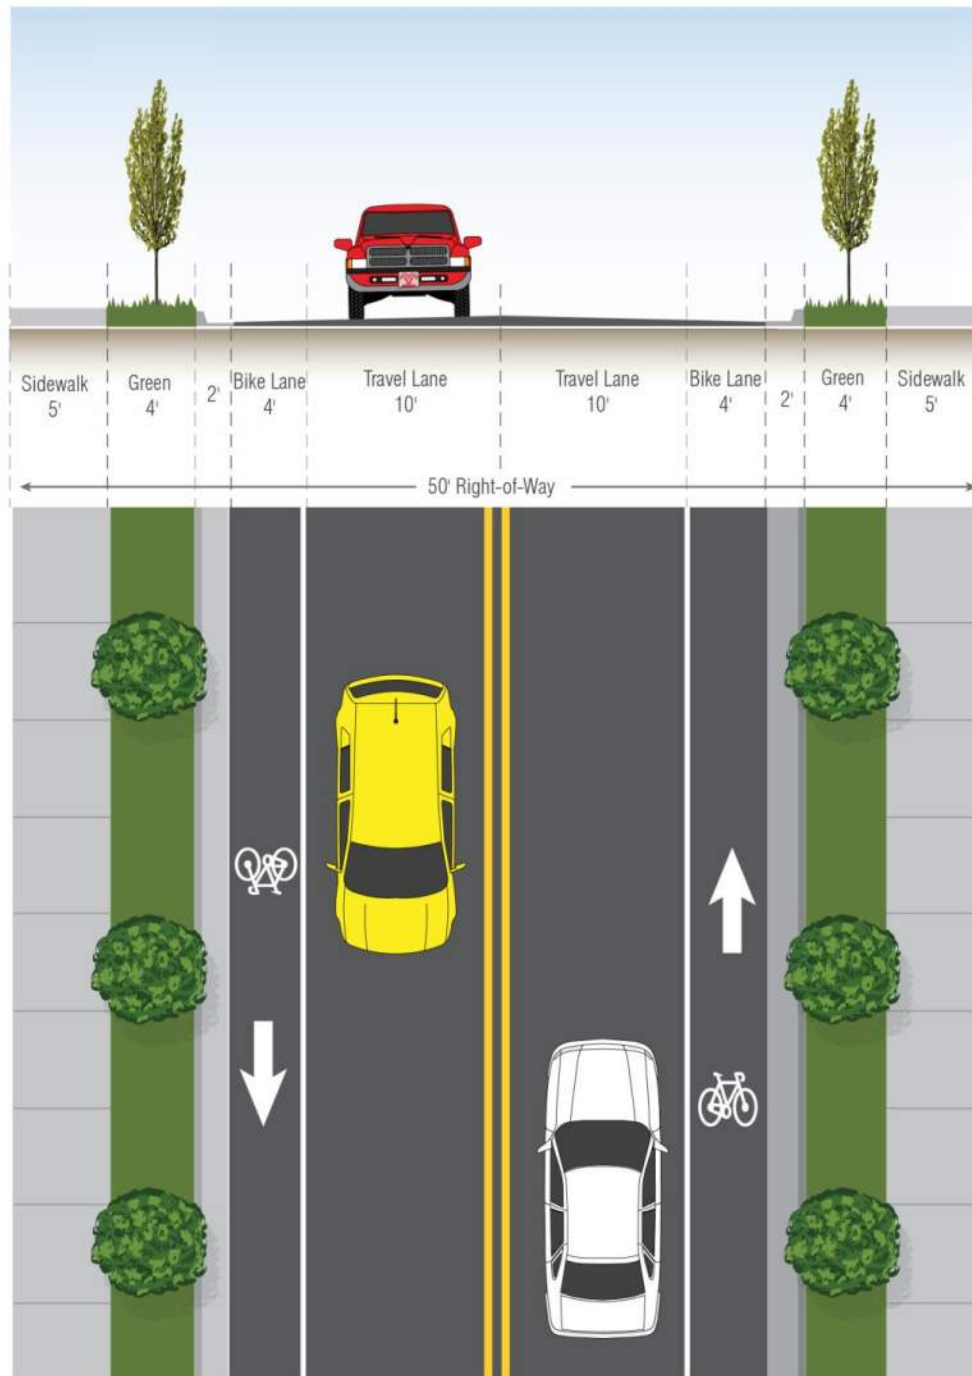 Sidewalk
5'
Green
4'
2'
Bike Lane
4'
Travel Lane
10'
Travel Lane
10'
Bike Lane
4'
2'
Green
4'
Sidewalk
5'
50' Right-of-Way